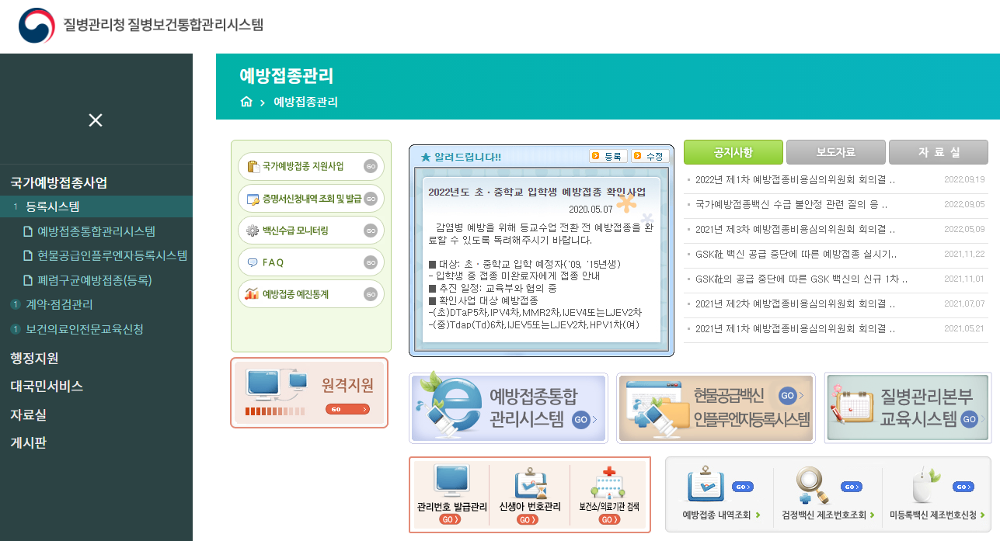 질병관리청 질병보건통합관리시스템
국가예방접종사업
1 등록시스템
예방접종통합관리시스템
현물공급인플루엔자등록시스템
폐렴구균예방접종(등록)
1 계약·점검관리
1 보건의료인전문교육신청
행정지원
대국민서비스
자료실
게시판
예방접종관리
예방접종관리
국가예방접종 지원사업 GO
증명서신청내역 조회 및 발급 GO
백신수급 모니터링 GO
FAQ GO
예방접종 예진통계 GO
원격지원
GO
★ 알려드립니다!! 등록 수정
2022년도 초·중학교 입학생 예방접종 확인사업
2020.05.07
감염병 예방을 위해 등교수업 전환 전 예방접종을 완
료할 수 있도록 독려해주시기 바랍니다.
■ 대상: 초·중학교 입학 예정자('09, '15년생)
- 입학생 중 접종 미완료자에게 접종 안내
■ 추진 일정: 교육부와 협의 중
■ 확인사업 대상 예방접종
-(초)DTaP5차,IPV4차,MMR2차,IJEV4또는LJEV2차
-(중)Tdap(Td)6차,IJEV5또는LJEV2차,HPV1차(여)
공지사항 보도자료 자 료 실
2022년 제1차 예방접종비용심의위원회 회의결 .. 2022.09.19
국가예방접종백신 수급 불안정 관련 질의 응 .. 2022.09.05
2021년 제3차 예방접종비용심의위원회 회의결 .. 2022.05.09
GSK社 백신 공급 중단에 따른 예방접종 실시기.. 2021.11.22
GSK社의 공급 중단에 따른 GSK 백신의 신규 1차 .. 2021.11.01
2021년 제2차 예방접종비용심의위원회 회의결 .. 2021.07.07
2021년 제1차 예방접종비용심의위원회 회의결 .. 2021.05.21
예방접종통합
관리시스템 GO
현물공급백신 GO
인플루엔자등록시스템
질병관리본부
교육시스템 GO
관리번호 발급관리
GO
신생아 번호관리
GO
보건소/의료기관 검색
GO
GO
예방접종 내역조회
GO
검정백신 제조번호조회
GO
미등록백신 제조번호신청